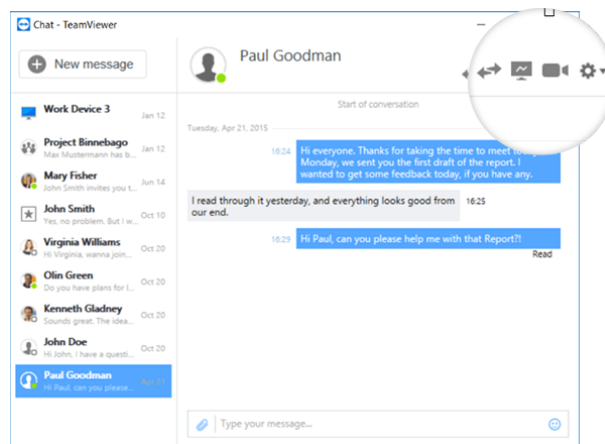 Chat - TeamViewer
New message
Paul Goodman
Work Device 3
Jan 12
Project Binnebago
Max Mustermann has b...
Jan 12
Mary Fisher
John Smith invites you t...
Jun 14
John Smith
Yes, no problem. But I w...
Oct 10
Virginia Williams
Hi Virginia, wanna join...
Oct 20
Olin Green
Do you have plans for l...
Oct 20
Kenneth Gladney
Sounds great. The idea...
Oct 20
John Doe
Hi John, I have a questi...
Oct 20
Paul Goodman
Hi Paul, can you please...
Apr 21
Start of conversation
Tuesday, Apr 21, 2015
16:24
Hi everyone. Thanks for taking the time to meet
Monday, we sent you the first draft of the report. I
wanted to get some feedback today, if you have any.
I read through it yesterday, and everything looks good from
our end.
16:25
16:29
Hi Paul, can you please help me with that Report?!
Read
Type your message...